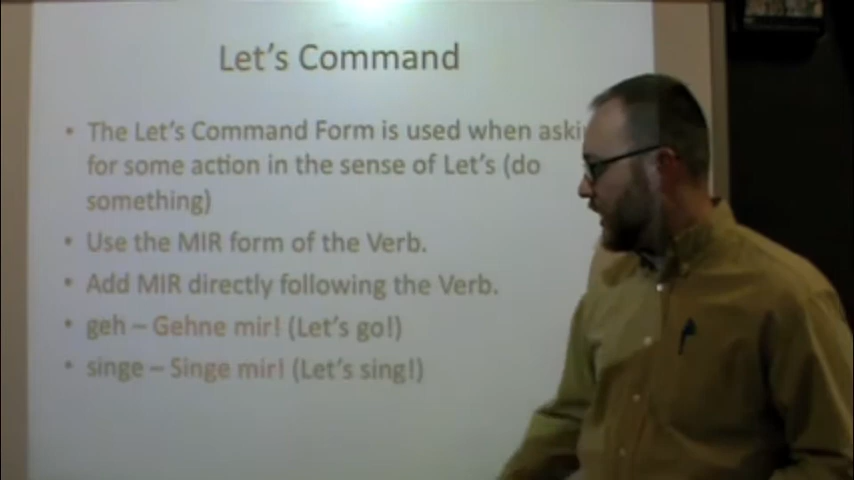 Let's Command
• The Let's Command Form is used when aski
for some action in the sense of Let's (do
something)
• Use the MIR form of the Verb.
• Add MIR directly following the Verb.
• geh – Gehne mir! (Let's go!)
• singe – Singe mir! (Let's sing!)